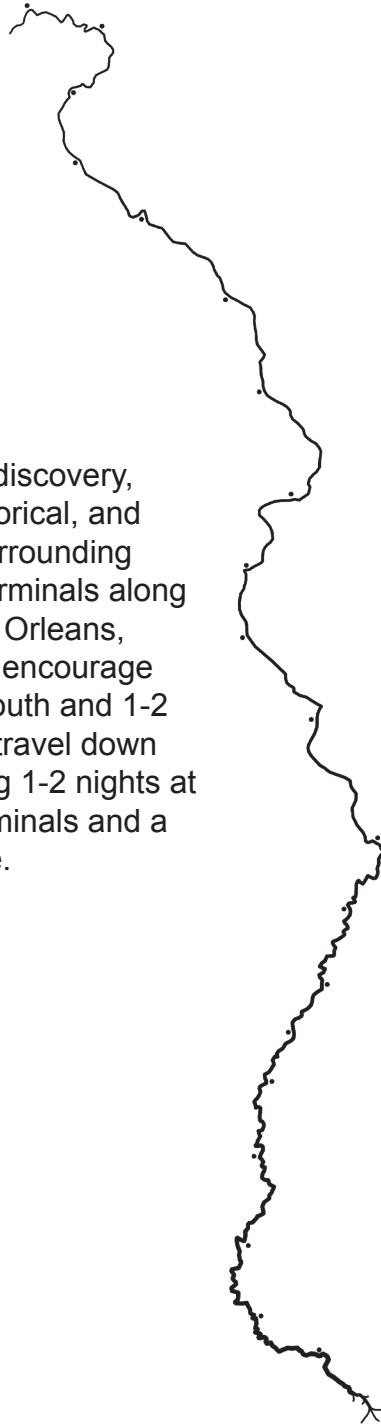 discovery,
orical, and
rrounding
rminals along
Orleans,
encourage
outh and 1-2
travel down
g 1-2 nights at
minals and a
e.